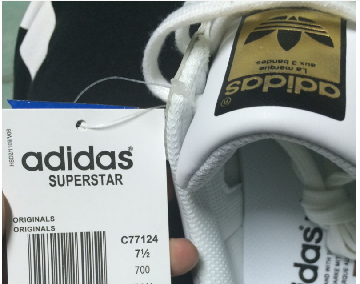 adidas
La marque
aux 3 bandes
adidas®
SUPERSTAR
ORIGINALS
ORIGINALS
C77124
7½
700
adidas